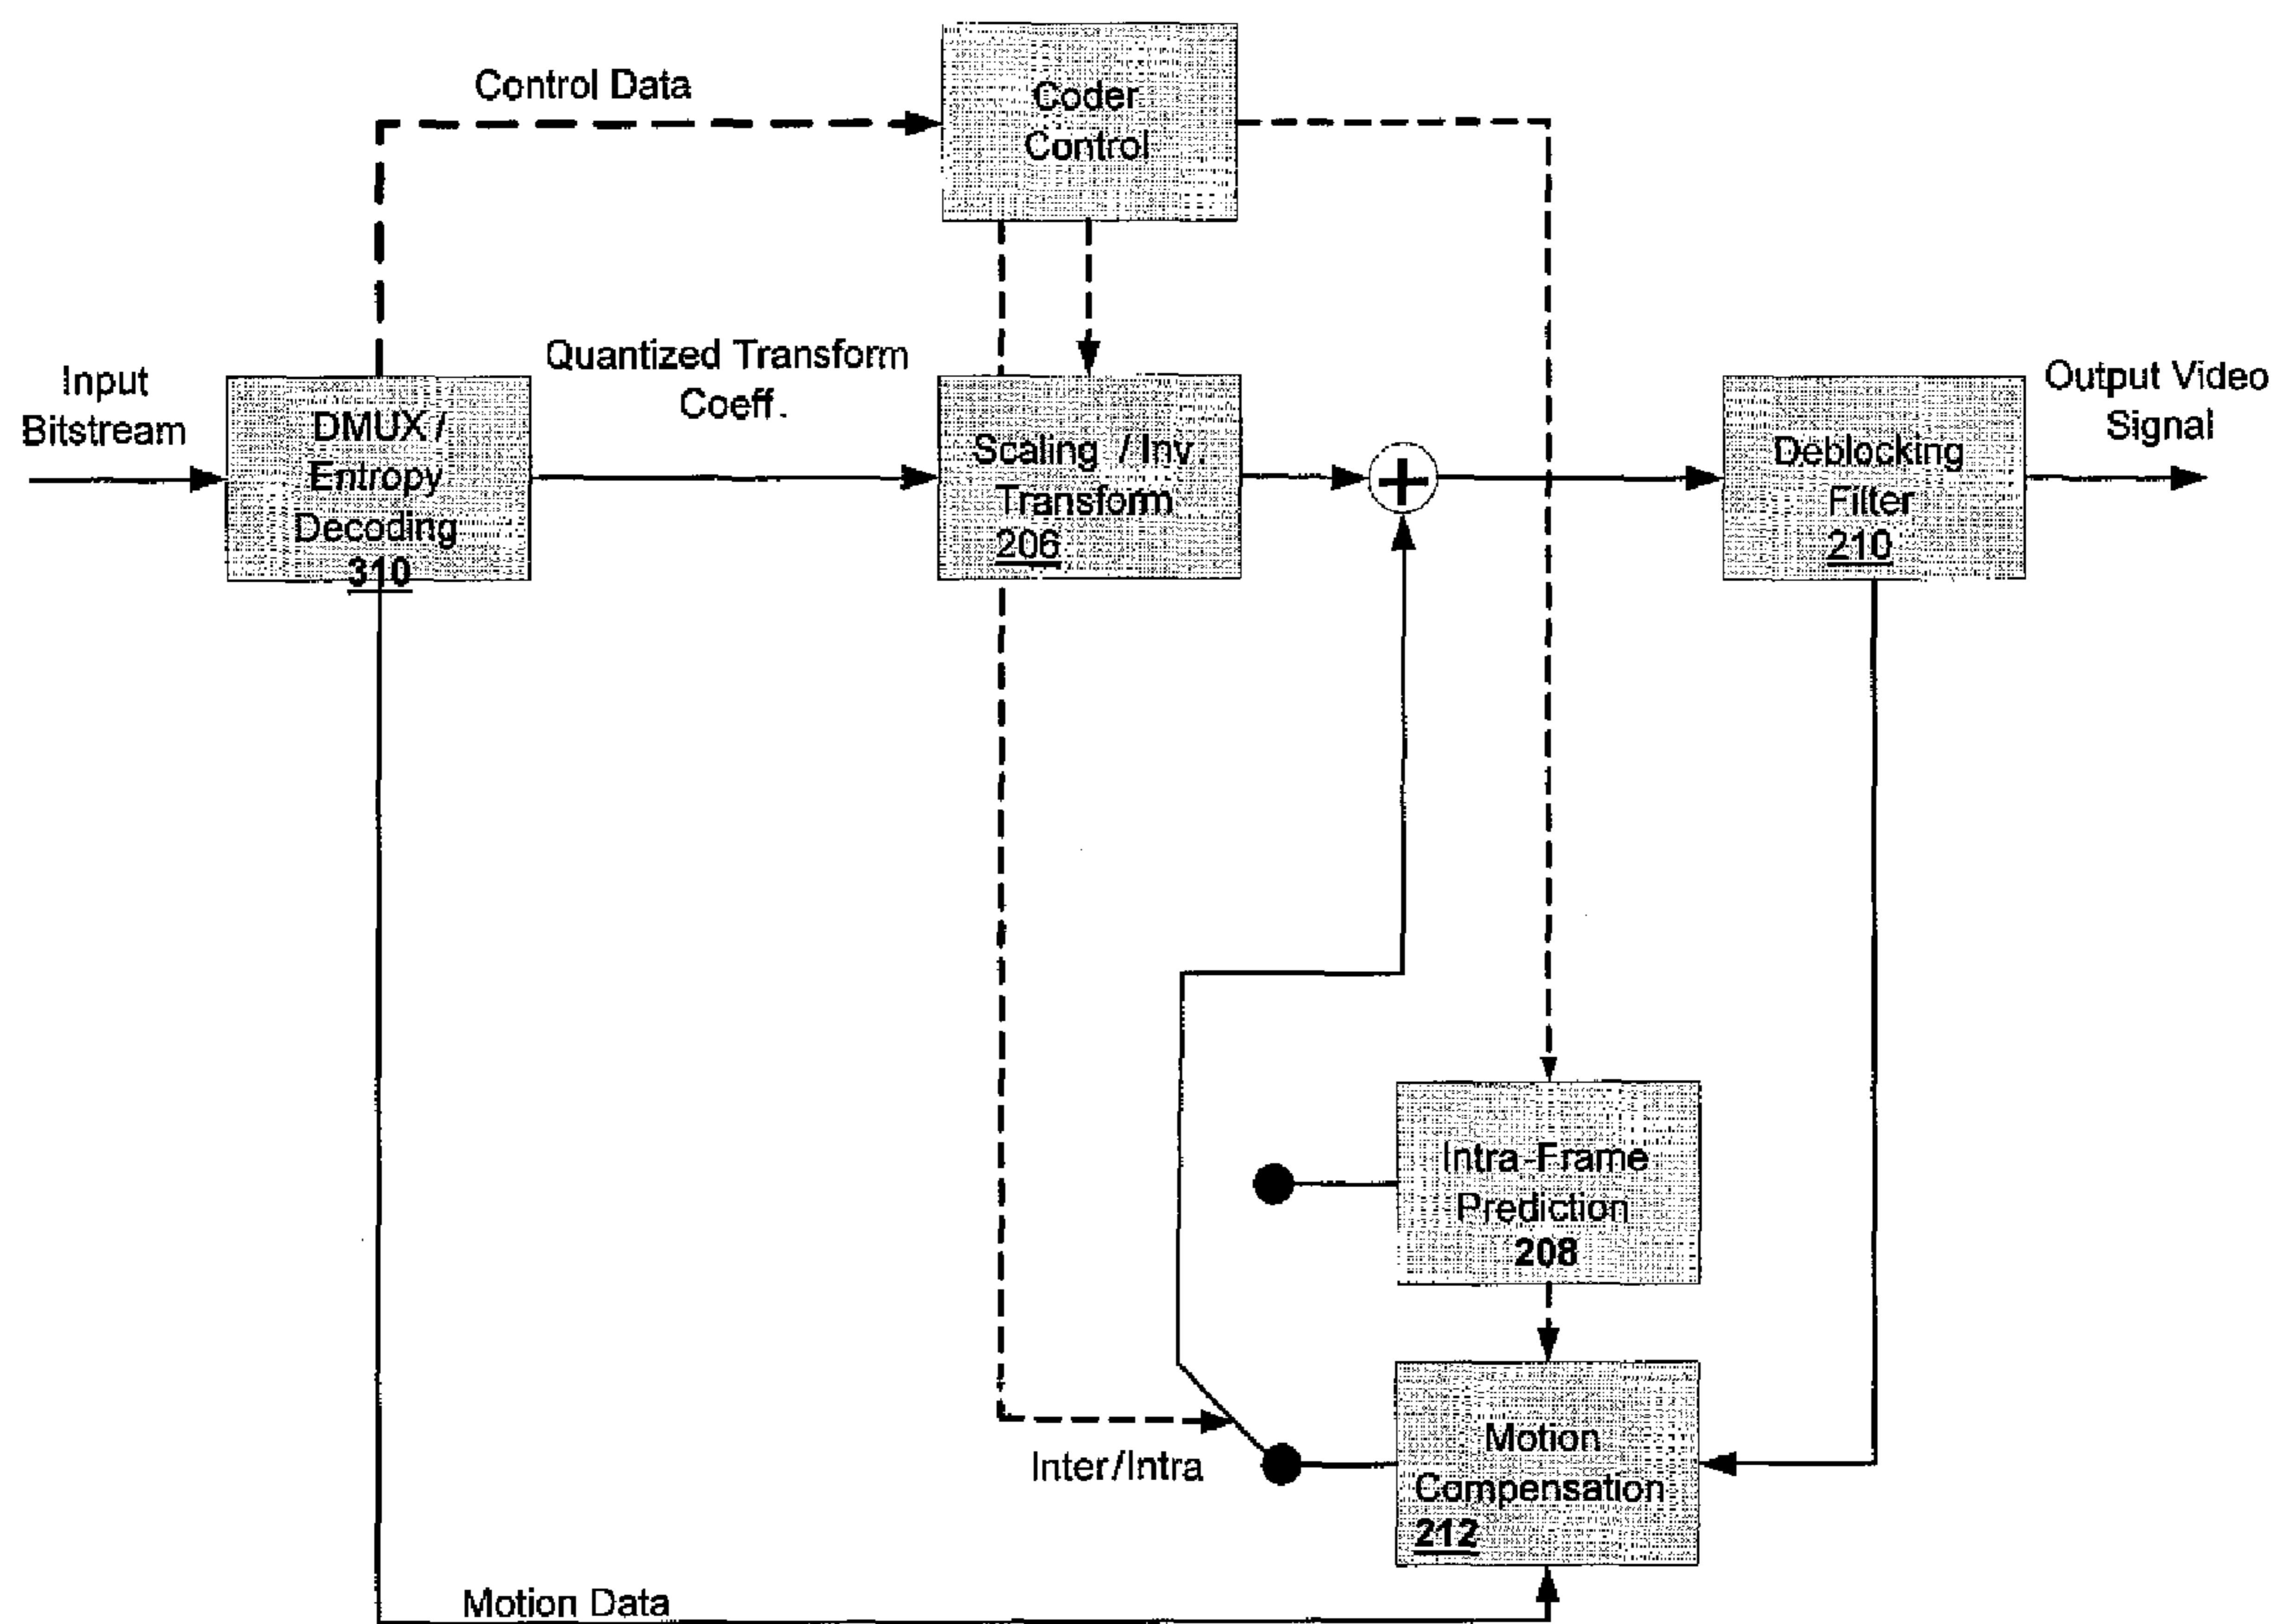 Control Data
Coder
Control
Input
Bitstream
DMUX /
Entropy
Decoding
310
Quantized Transform
Coeff.
Scaling / Inv.
Transform
206
+
Deblocking
Filter
210
Output Video
Signal
Intra-Frame
Prediction
208
Inter/Intra
Motion
Compensation
212
Motion Data